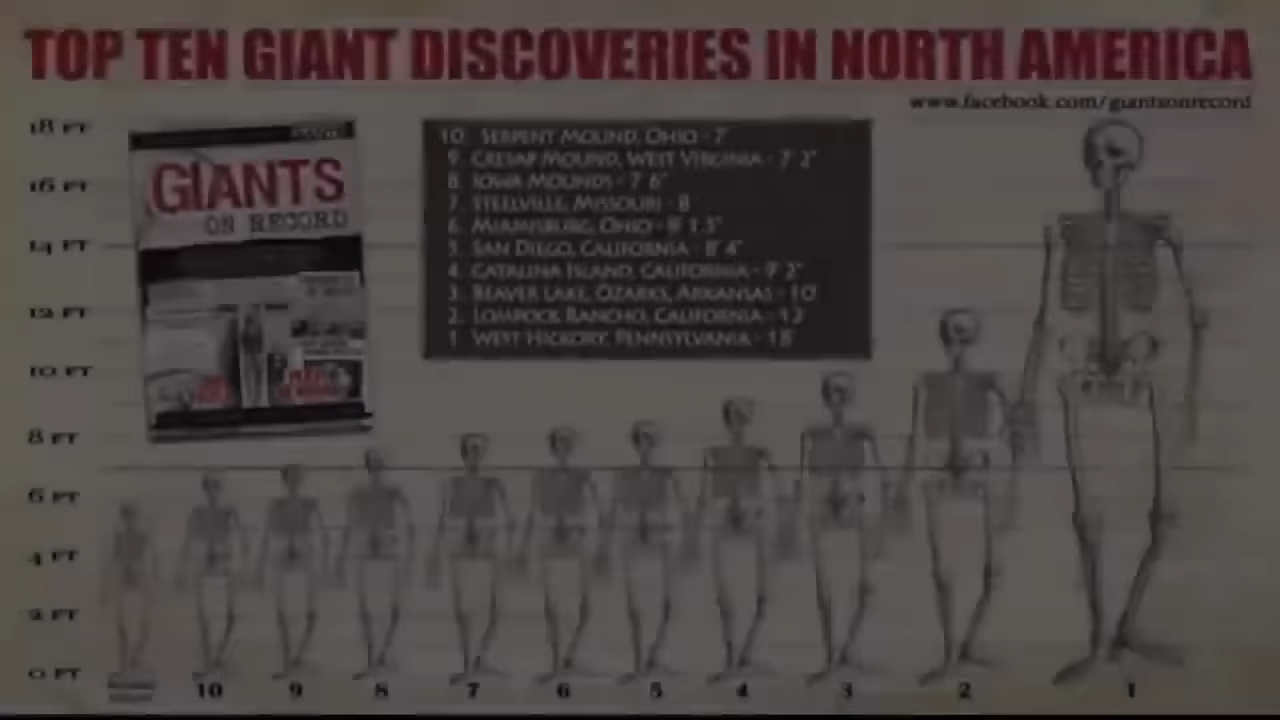 TOP TEN GIANT DISCOVERIES IN NORTH AMERICA
www.facebook.com/giantsonrecord
18 FT
16 FT
14 FT
12 FT
10 FT
8 FT
6 FT
4 FT
2 FT
0 FT
GIANTS
ON RECORD
10. SERPENT MOUND, OHIO - 7'
9. CRESAP MOUND, WEST VIRGINIA - 7' 2"
8. IOWA MOUNDS - 7' 6"
7. STEELVILLE, MISSOURI - 8'
6. MIAMISBURG, OHIO - 8' 1.5"
5. SAN DIEGO, CALIFORNIA - 8' 4"
4. CATALINA ISLAND, CALIFORNIA - 9' 2"
3. BEAVER LAKE, OZARKS, ARKANSAS - 10'
2. LOMPOCK RANCHO, CALIFORNIA - 12'
1. WEST HICKORY, PENNSYLVANIA - 18'
10 9 8 7 6 5 4 3 2 1